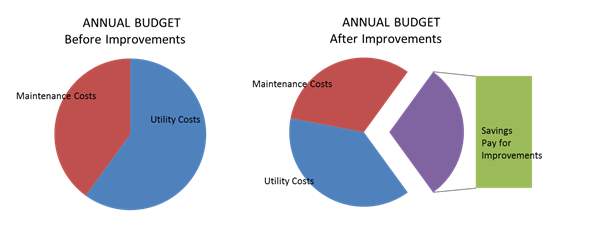 ANNUAL BUDGET
Before Improvements
Maintenance Costs
Utility Costs
ANNUAL BUDGET
After Improvements
Maintenance Costs
Utility Costs
Savings
Pay for
Improvements